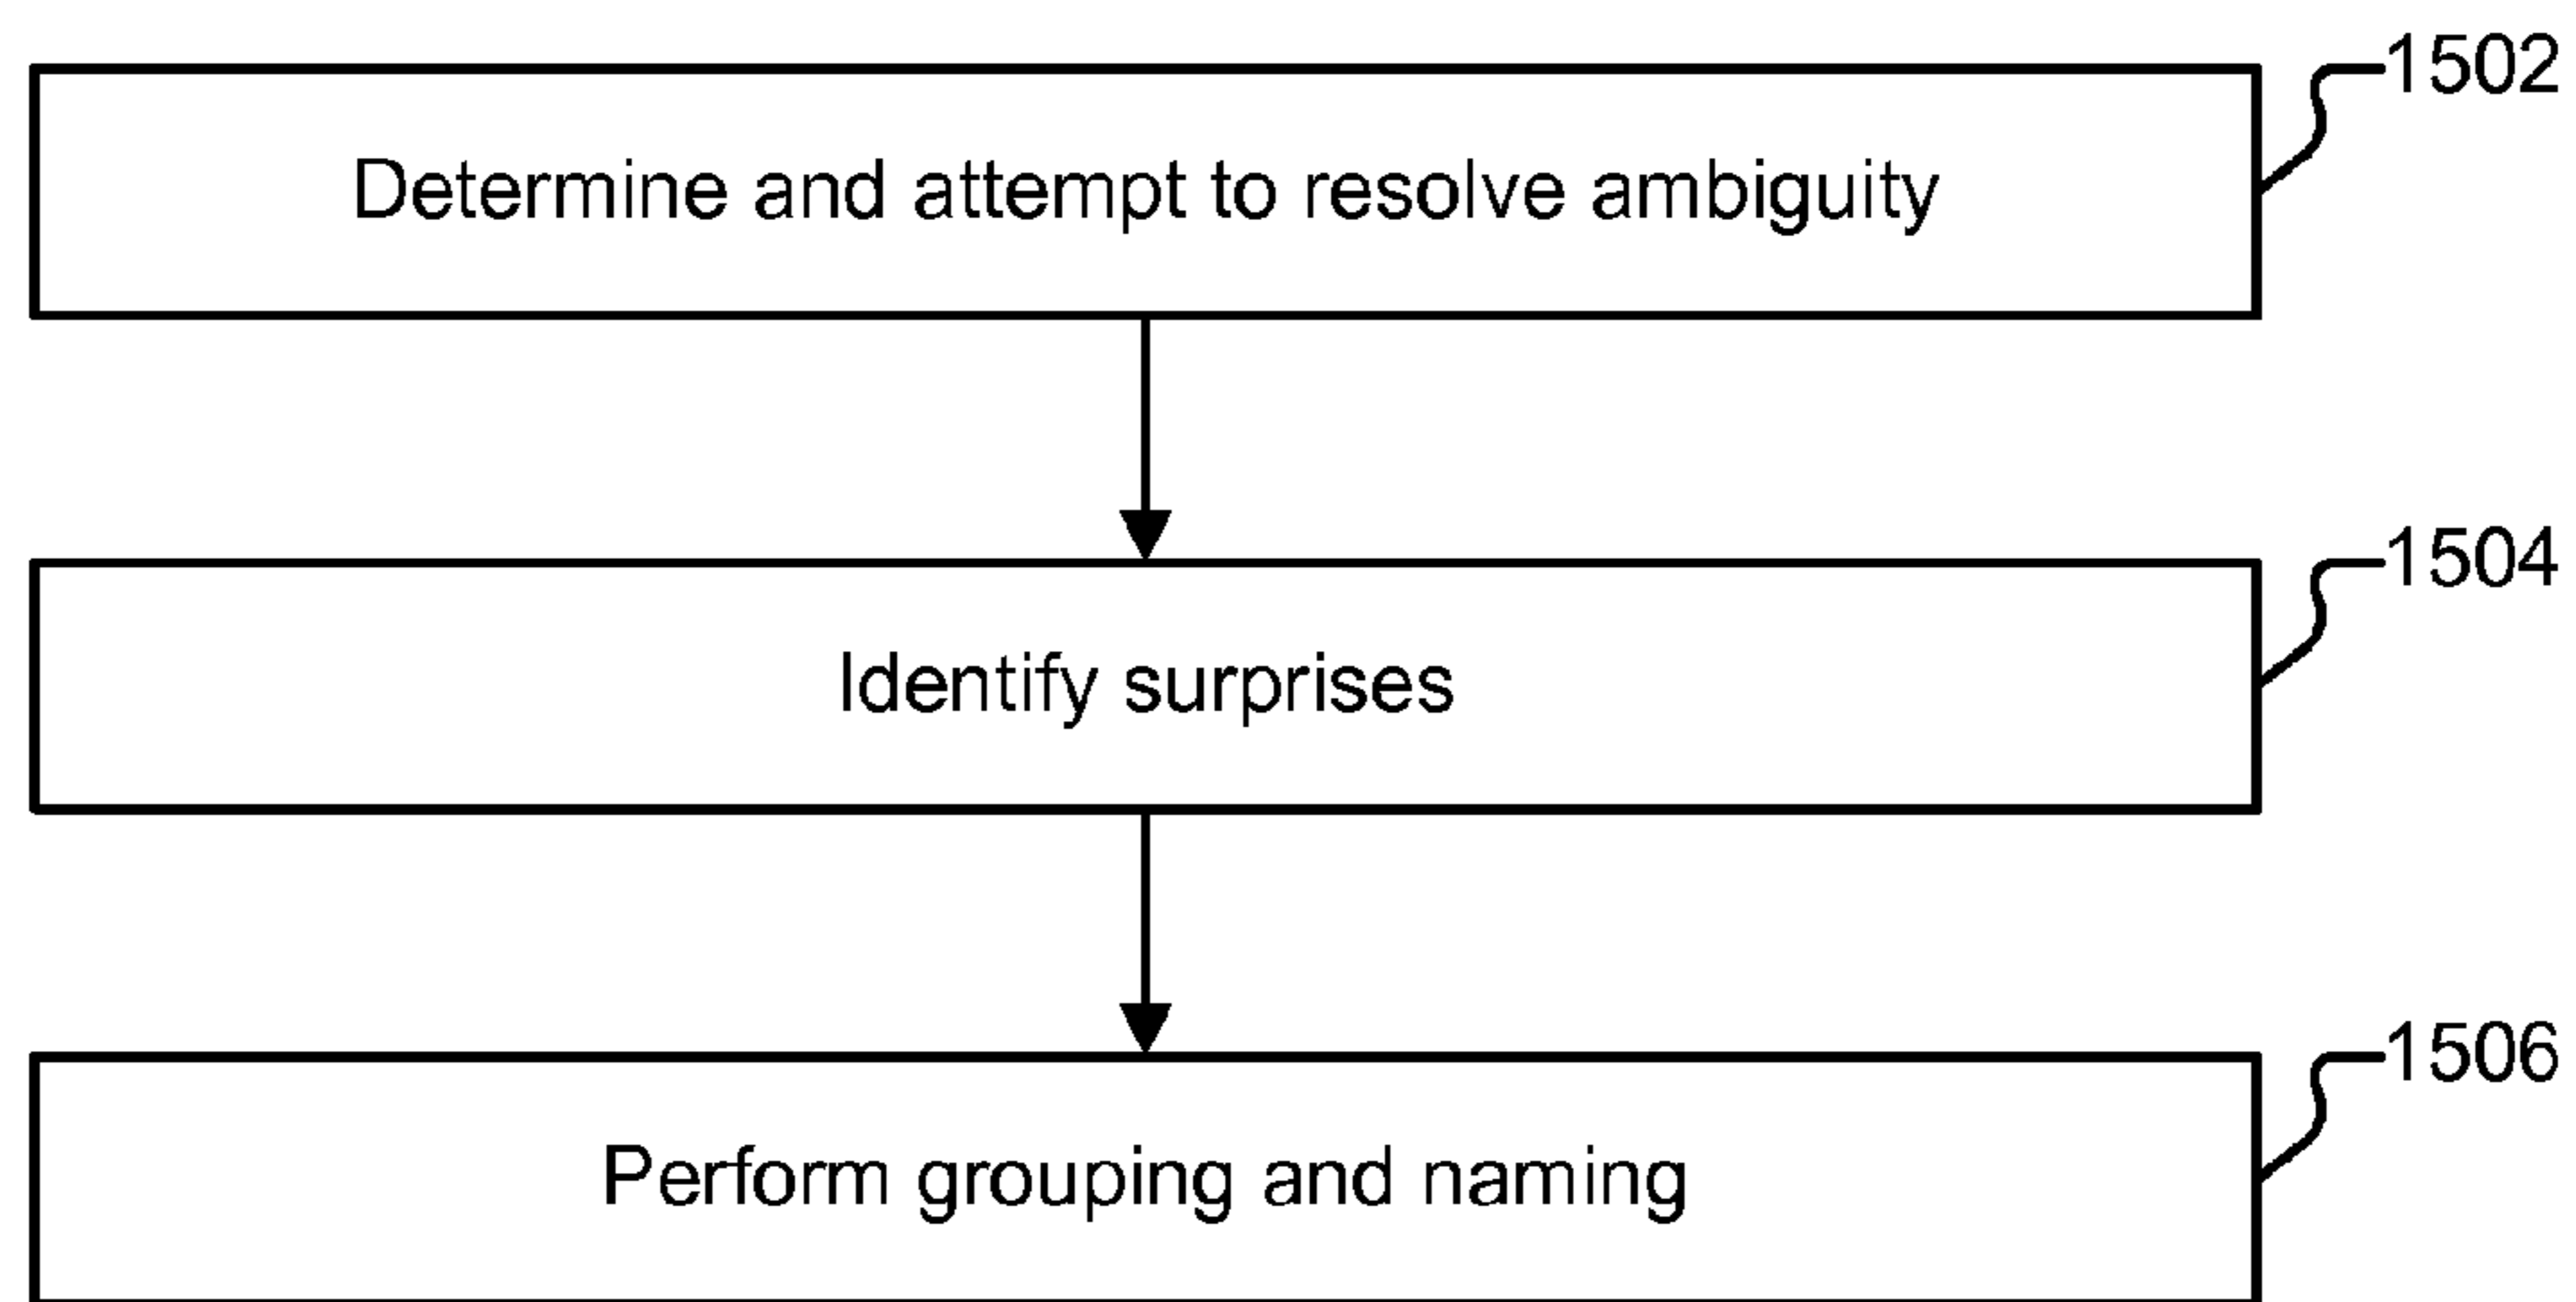 1502
Determine and attempt to resolve ambiguity
1504
Identify surprises
1506
Perform grouping and naming